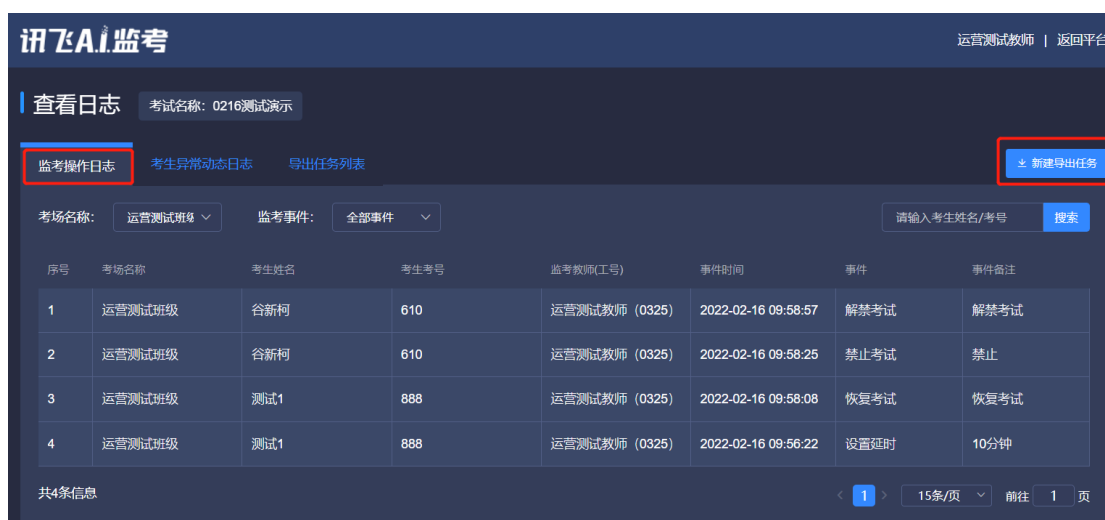 讯飞A.I.监考
运营测试教师 | 返回平台
查看日志 考试名称：0216测试演示
监考操作日志 考生异常动态日志 导出任务列表 新建导出任务
考场名称： 运营测试班级 监考事件： 全部事件 请输入考生姓名/考号 搜索
序号 考场名称 考生姓名 考生考号 监考教师(工号) 事件时间 事件 事件备注
1 运营测试班级 谷新柯 610 运营测试教师（0325） 2022-02-16 09:58:57 解禁考试 解禁考试
2 运营测试班级 谷新柯 610 运营测试教师（0325） 2022-02-16 09:58:25 禁止考试 禁止
3 运营测试班级 测试1 888 运营测试教师（0325） 2022-02-16 09:58:08 恢复考试 恢复考试
4 运营测试班级 测试1 888 运营测试教师（0325） 2022-02-16 09:56:22 设置延时 10分钟
共4条信息 < 1 > 15条/页 前往 1 页